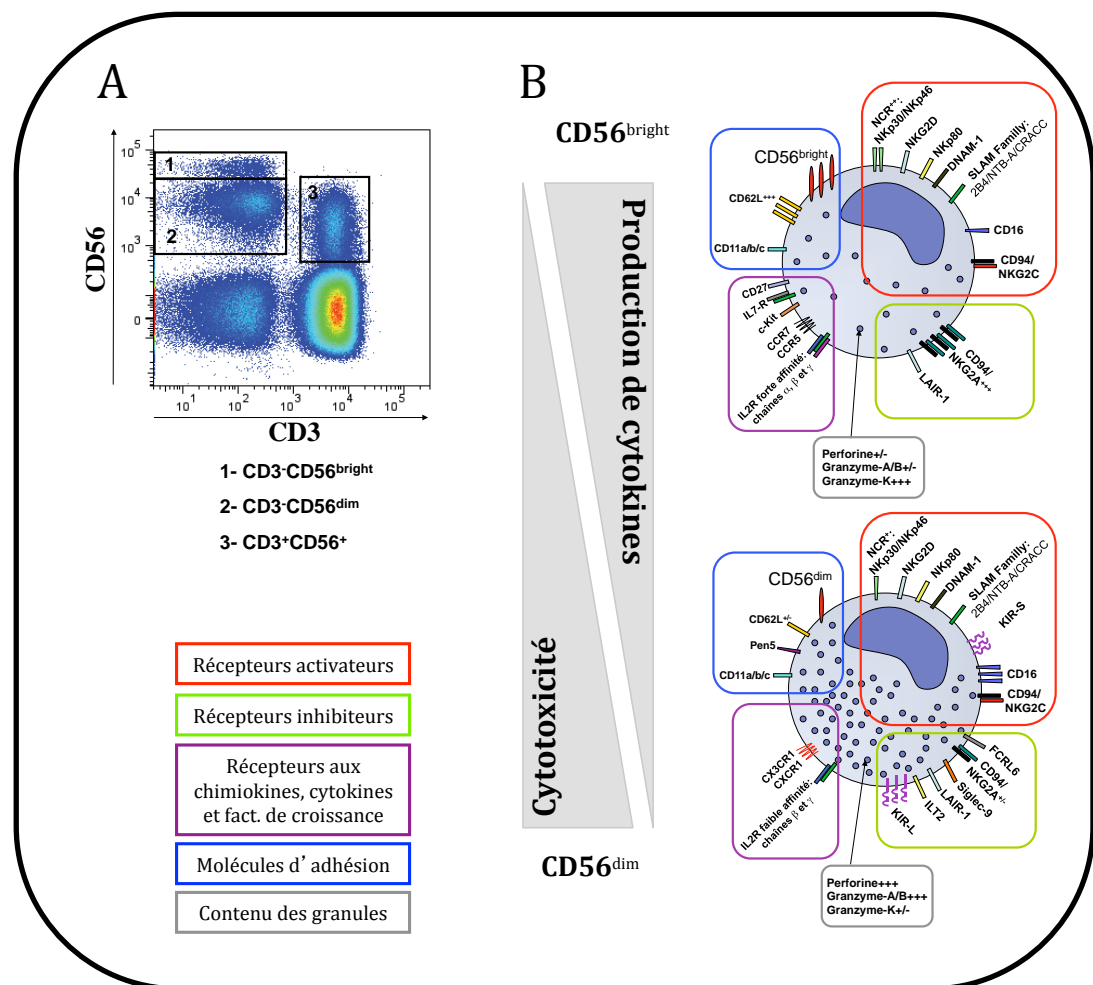 A
CD56
10⁵
10⁴
10³
0
1
2
3
10¹
10²
10³
10⁴
10⁵
CD3
1- CD3⁻CD56ᵇʳⁱᵍʰᵗ
2- CD3⁻CD56ᵈⁱᵐ
3- CD3⁺CD56⁺
Récepteurs activateurs
Récepteurs inhibiteurs
Récepteurs aux
chimiokines, cytokines
et fact. de croissance
Molécules d’ adhésion
Contenu des granules
B
CD56ᵇʳⁱᵍʰᵗ
Production de cytokines
Cytotoxicité
CD56ᵈⁱᵐ
CD56ᵇʳⁱᵍʰᵗ
CD62L⁺⁺⁺
CD11a/b/c
NCR⁺⁺:
NKp30/NKp46
NKG2D
NKp80
DNAM-1
SLAM Familly:
2B4/NTB-A/CRACC
CD16
CD94/
NKG2C
CD27
IL7-R
c-Kit
CCR7
CCR5
IL2R forte affinité:
chaînes α, β et γ
CD94/
NKG2A⁺⁺⁺
LAIR-1
Perforine+/-
Granzyme-A/B+/-
Granzyme-K+++
CD56ᵈⁱᵐ
CD62L⁺/⁻
Pen5
CD11a/b/c
NCR⁺:
NKp30/NKp46
NKG2D
NKp80
DNAM-1
SLAM Familly:
2B4/NTB-A/CRACC
KIR-S
CD16
CD94/
NKG2C
CX3CR1
CXCR1
IL2R faible affinité:
chaînes β et γ
FCRL6
CD94/
NKG2A⁺/⁻
Siglec-9
LAIR-1
ILT2
KIR-L
Perforine+++
Granzyme-A/B+++
Granzyme-K+/-